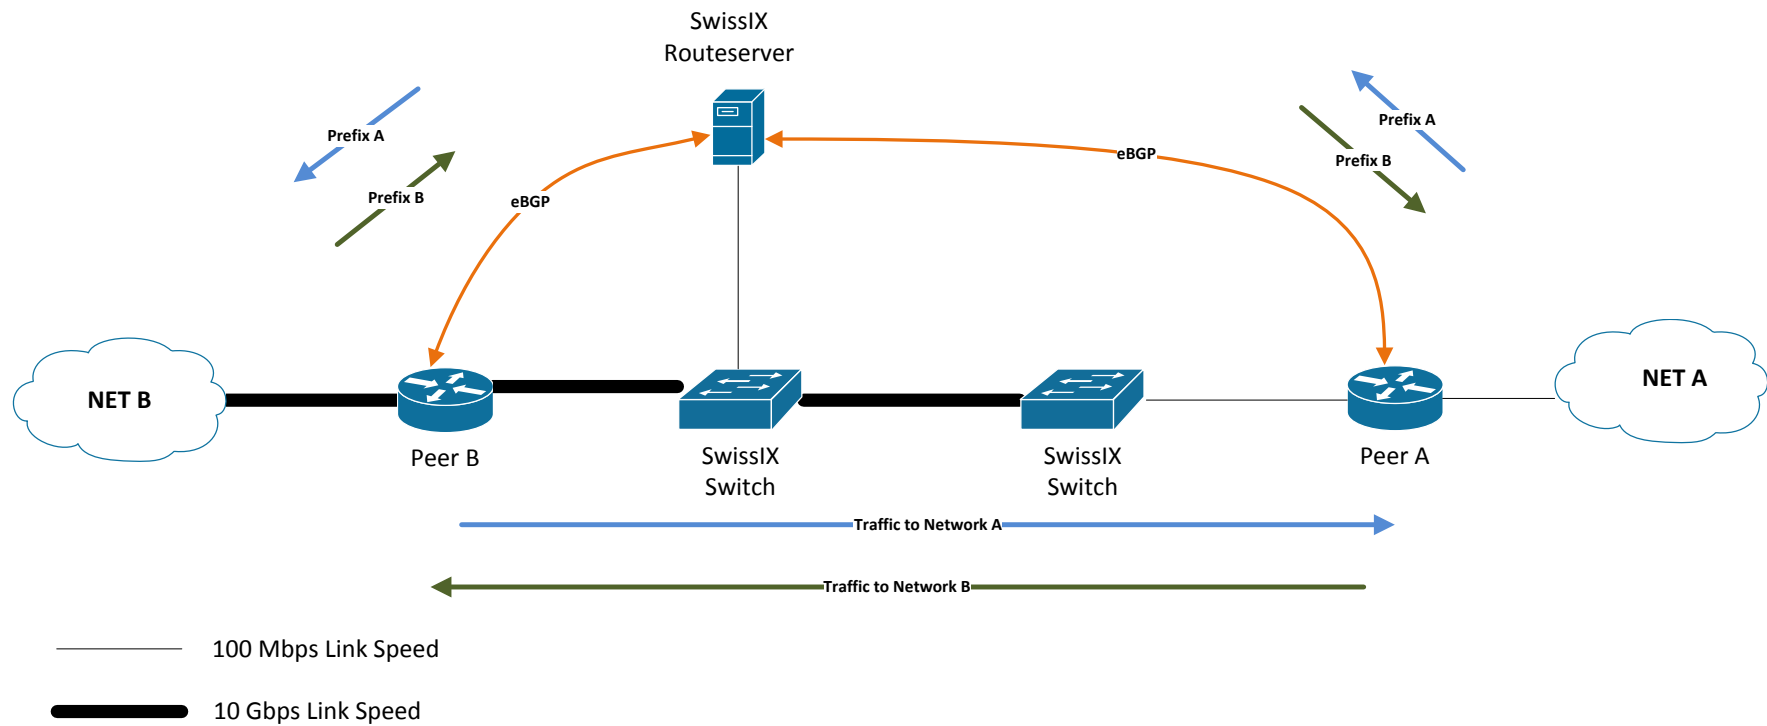 SwissIX
Routeserver
Prefix A
Prefix B
eBGP
eBGP
Prefix A
Prefix B
NET B
NET A
Peer B
SwissIX
Switch
SwissIX
Switch
Peer A
Traffic to Network A
Traffic to Network B
100 Mbps Link Speed
10 Gbps Link Speed